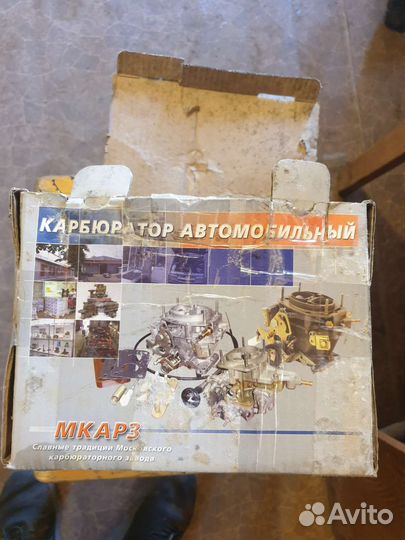 КАРБЮРАТОР АВТОМОБИЛЬНЫЙ
МКАРЗ
Славные традиции Московского
карбюраторного завода
Avito